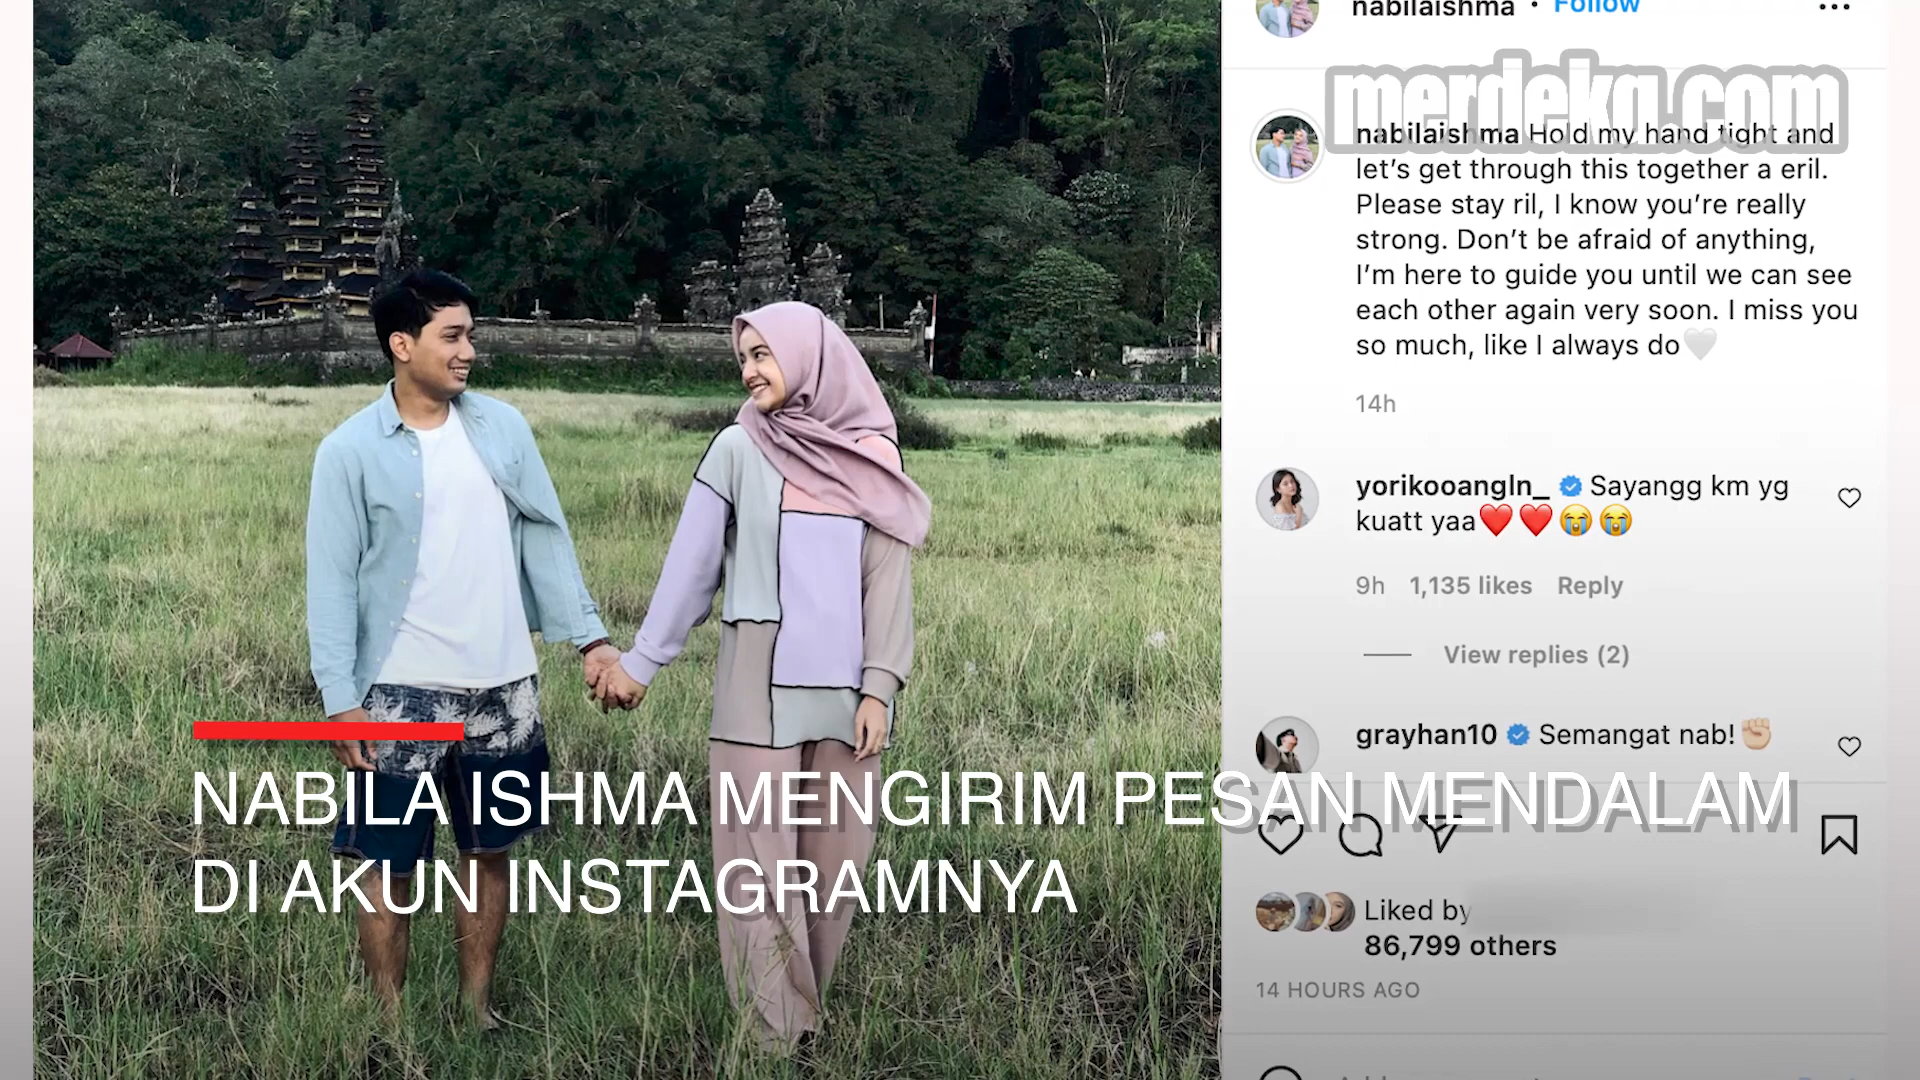 nabilaishma • Follow
merdeka.com
nabilaishma Hold my hand tight and
let's get through this together a eril.
Please stay ril, I know you're really
strong. Don't be afraid of anything,
I'm here to guide you until we can see
each other again very soon. I miss you
so much, like I always do🤍
14h
yorikooangln_ Sayangg km yg
kuatt yaa❤️❤️😭😭
9h 1,135 likes Reply
View replies (2)
grayhan10 Semangat nab!✊🏼
NABILA ISHMA MENGIRIM PESAN MENDALAM
DI AKUN INSTAGRAMNYA
Liked by
86,799 others
14 HOURS AGO